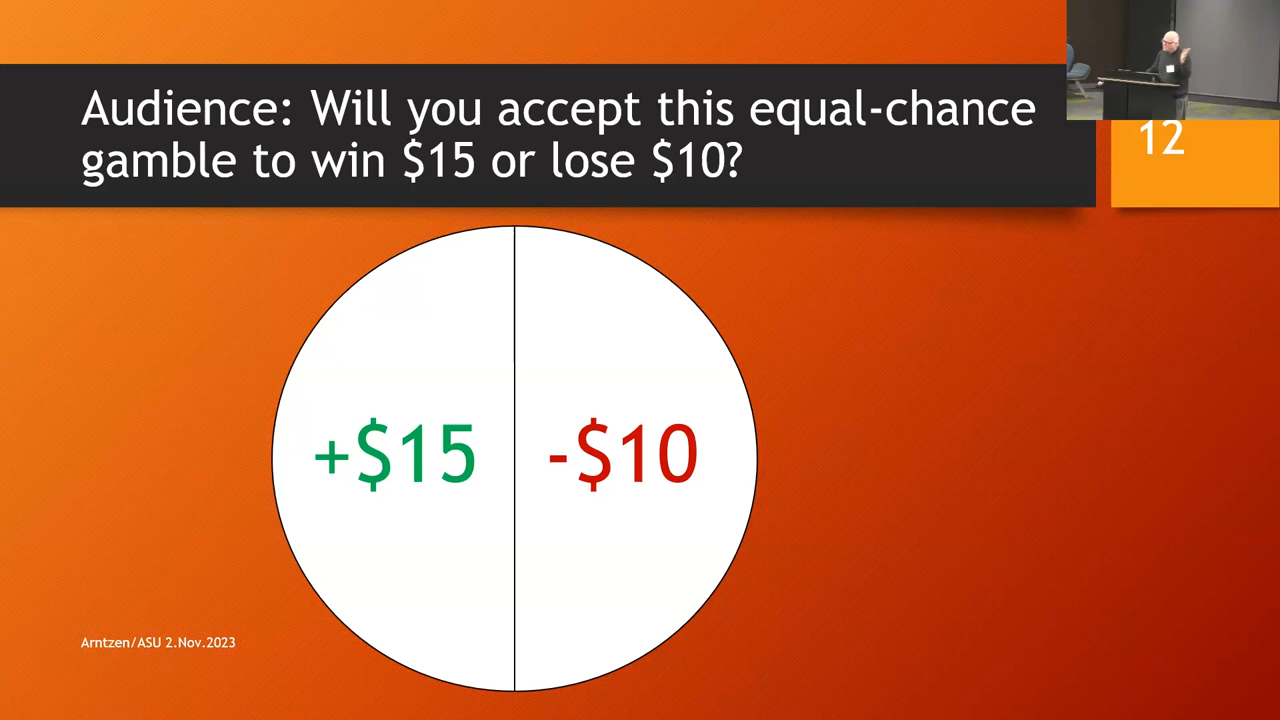 Audience: Will you accept this equal-chance
gamble to win $15 or lose $10?
12
+$15
-$10
Arntzen/ASU 2.Nov.2023